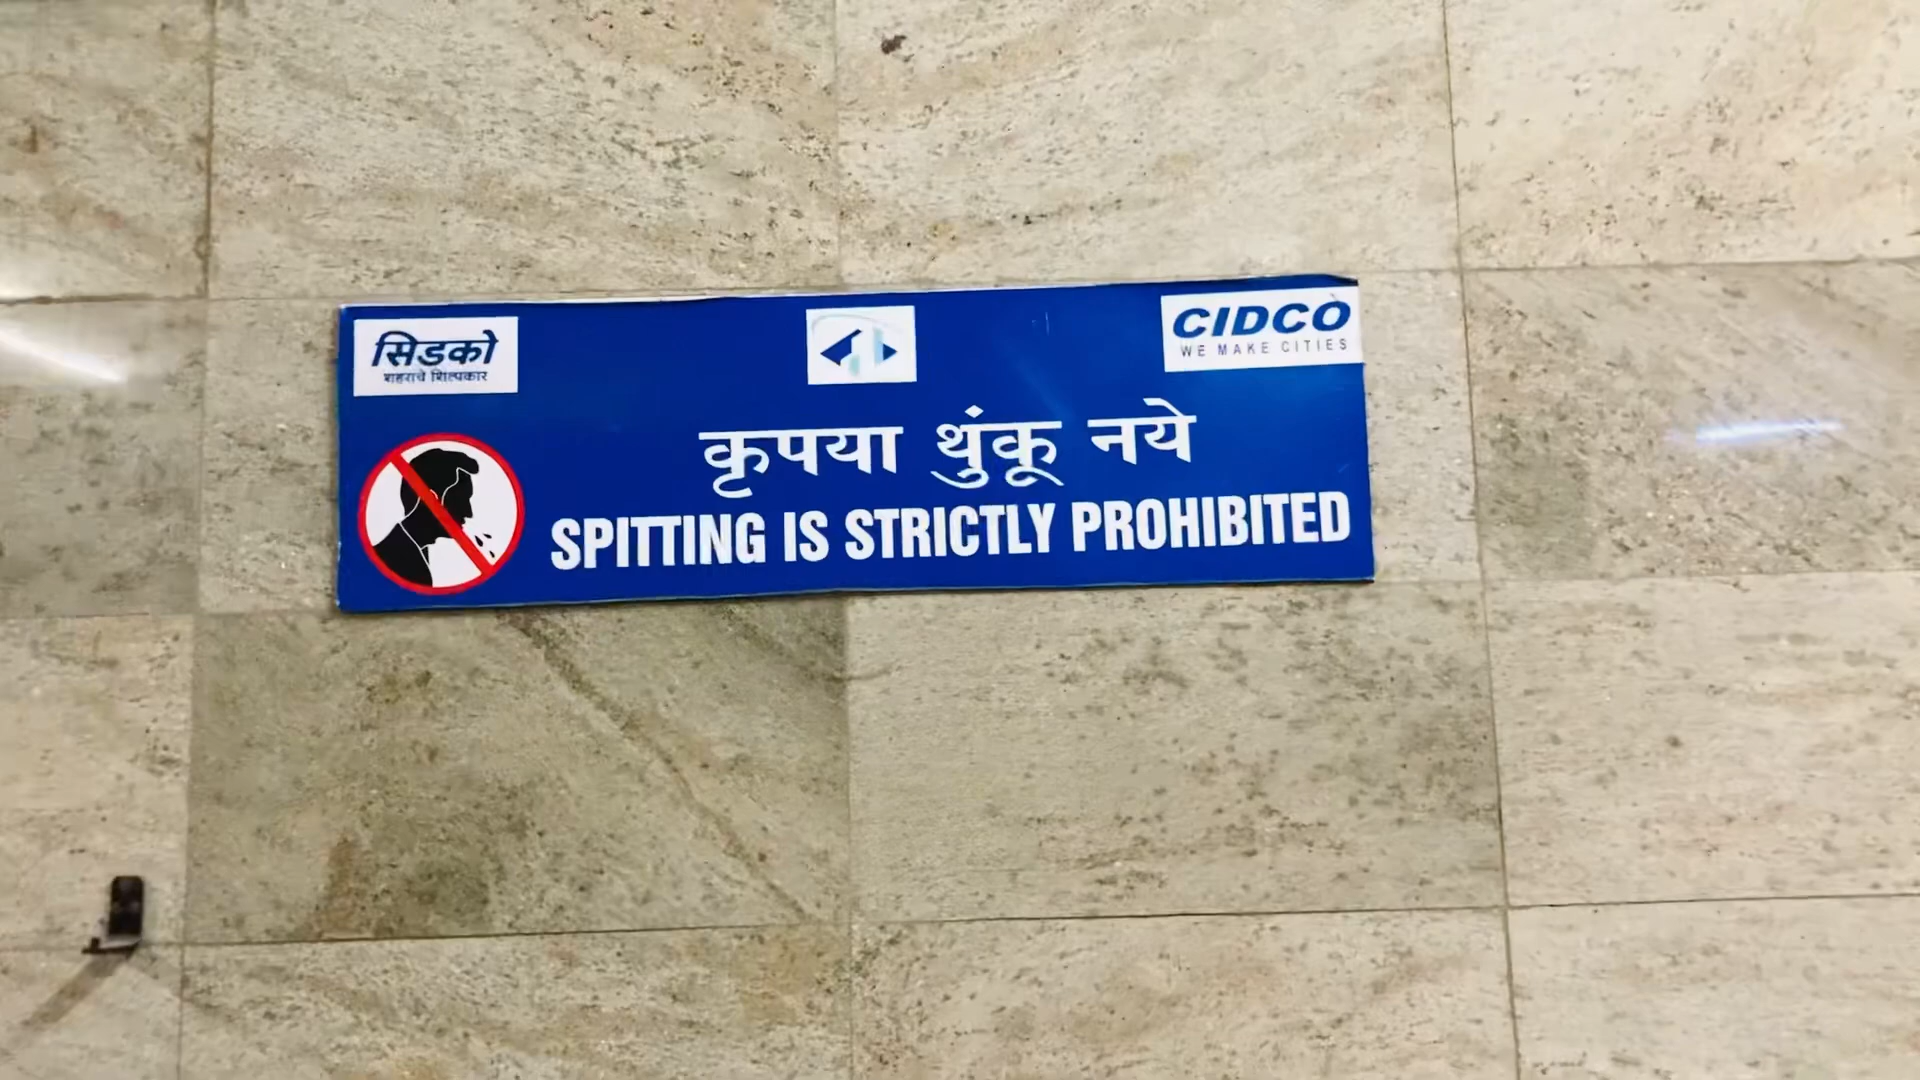 सिडको
शहराचे शिल्पकार
CIDCO
WE MAKE CITIES
कृपया थुंकू नये
SPITTING IS STRICTLY PROHIBITED